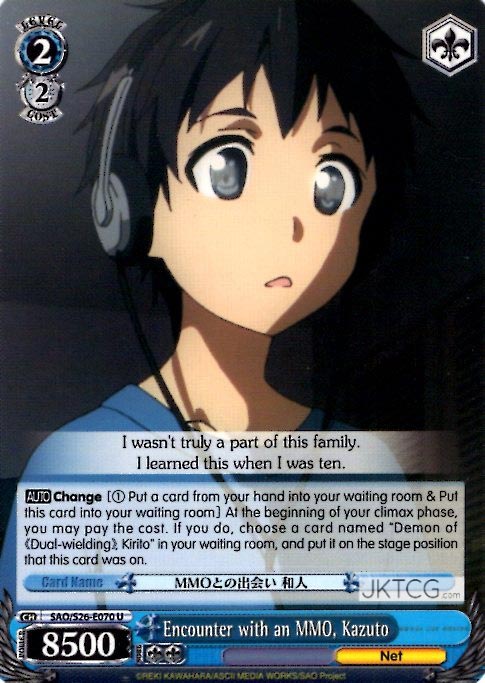 LEVEL
2
2
COST
I wasn't truly a part of this family.
I learned this when I was ten.
AUTO Change [① Put a card from your hand into your waiting room & Put
this card into your waiting room] At the beginning of your climax phase,
you may pay the cost. If you do, choose a card named "Demon of
《Dual-wielding》 Kirito" in your waiting room, and put it on the stage position
that this card was on.
Card Name MMOとの出会い 和人
JKTCG.com
CH SAO/S26-E070 U
POWER 8500 Encounter with an MMO, Kazuto
SOUL Net
©REKI KAWAHARA/ASCII MEDIA WORKS/SAO Project